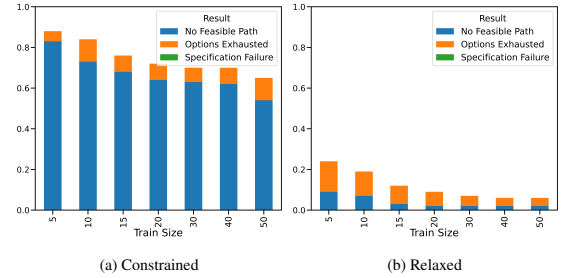 1.0
0.8
0.6
0.4
0.2
0.0
Result
No Feasible Path
Options Exhausted
Specification Failure
5
10
15
20
30
40
50
Train Size
(a) Constrained
1.0
0.8
0.6
0.4
0.2
0.0
Result
No Feasible Path
Options Exhausted
Specification Failure
5
10
15
20
30
40
50
Train Size
(b) Relaxed